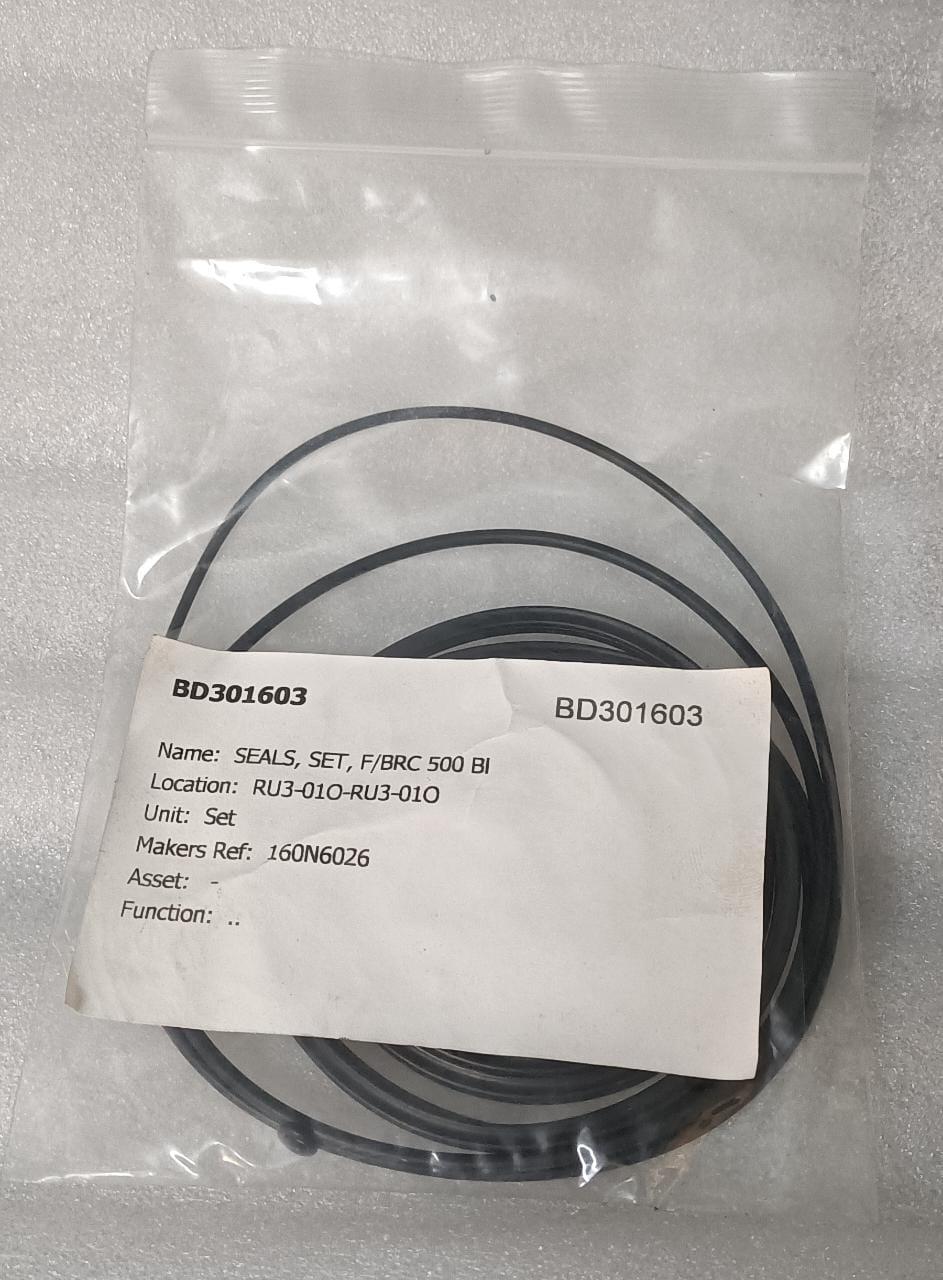 BD301603 BD301603
Name: SEALS, SET, F/BRC 500 BI
Location: RU3-01O-RU3-01O
Unit: Set
Makers Ref: 160N6026
Asset: -
Function: ..